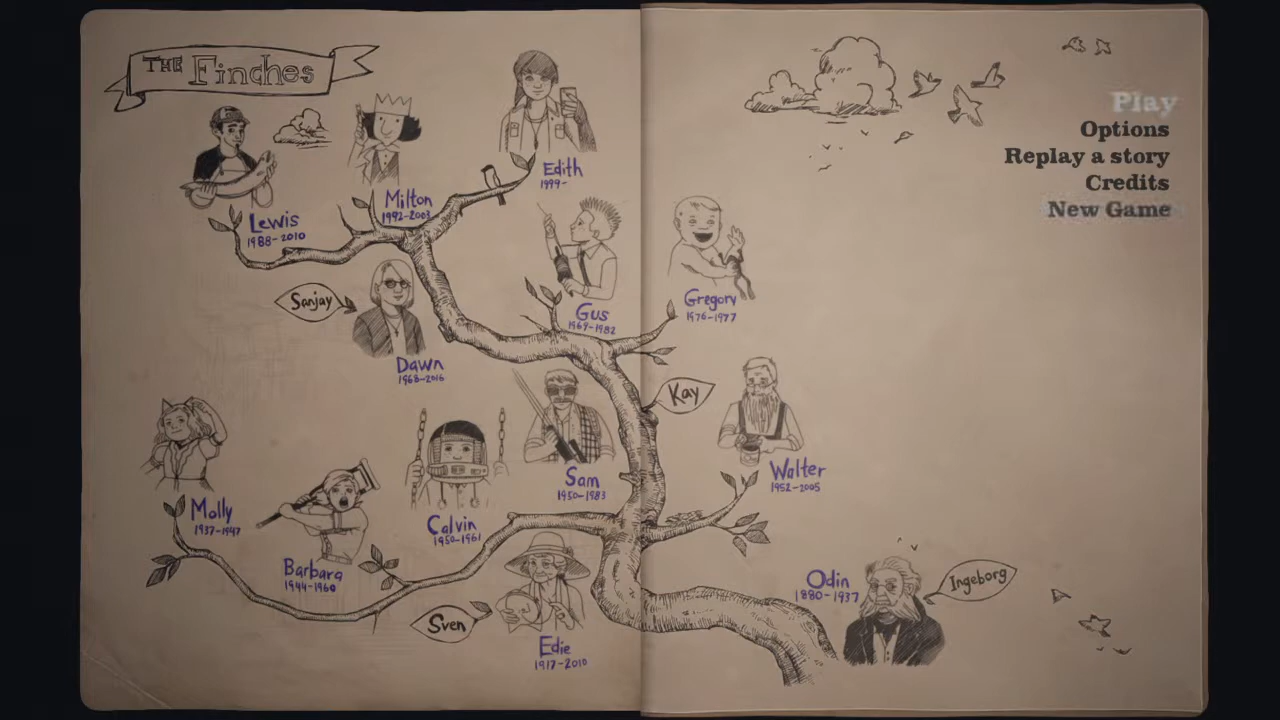 THE Finches
Play
Options
Replay a story
Credits
New Game
Edith
1999-
Milton
1992-2003
Lewis
1988-2010
Sanjay
Dawn
1968-2016
Gus
1969-1982
Gregory
1976-1977
Kay
Sam
1950-1983
Walter
1952-2005
Molly
1937-1947
Barbara
1944-1960
Calvin
1950-1961
Sven
Edie
1917-2010
Odin
1880-1937
Ingeborg